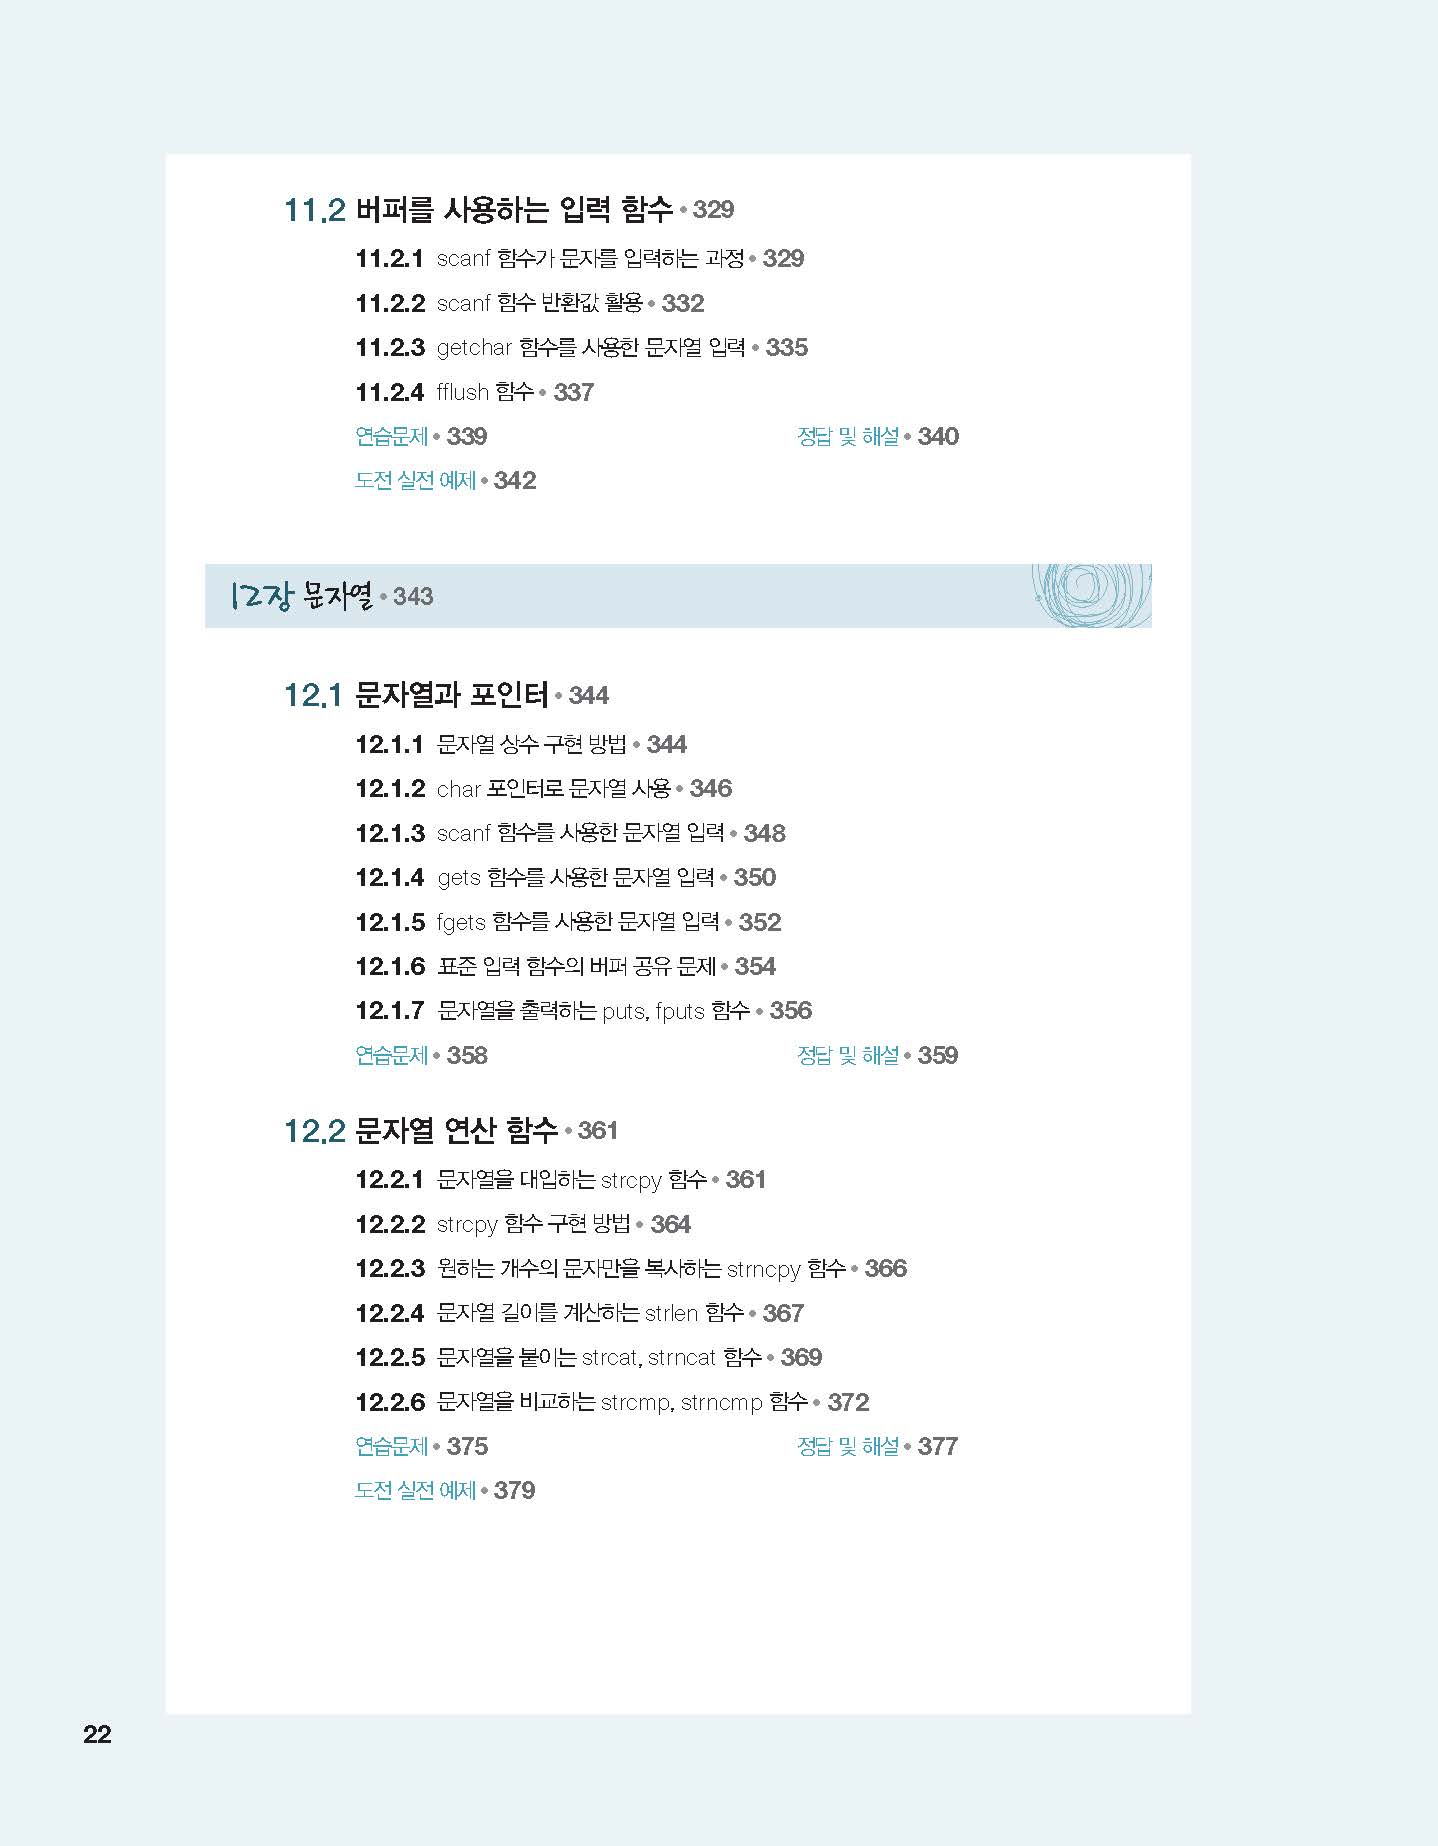 11.2 버퍼를 사용하는 입력 함수 • 329
11.2.1 scanf 함수가 문자를 입력하는 과정 • 329
11.2.2 scanf 함수 반환값 활용 • 332
11.2.3 getchar 함수를 사용한 문자열 입력 • 335
11.2.4 fflush 함수 • 337
연습문제 • 339 정답 및 해설 • 340
도전 실전 예제 • 342
12장 문자열 • 343
12.1 문자열과 포인터 • 344
12.1.1 문자열 상수 구현 방법 • 344
12.1.2 char 포인터로 문자열 사용 • 346
12.1.3 scanf 함수를 사용한 문자열 입력 • 348
12.1.4 gets 함수를 사용한 문자열 입력 • 350
12.1.5 fgets 함수를 사용한 문자열 입력 • 352
12.1.6 표준 입력 함수의 버퍼 공유 문제 • 354
12.1.7 문자열을 출력하는 puts, fputs 함수 • 356
연습문제 • 358 정답 및 해설 • 359
12.2 문자열 연산 함수 • 361
12.2.1 문자열을 대입하는 strcpy 함수 • 361
12.2.2 strcpy 함수 구현 방법 • 364
12.2.3 원하는 개수의 문자만을 복사하는 strncpy 함수 • 366
12.2.4 문자열 길이를 계산하는 strlen 함수 • 367
12.2.5 문자열을 붙이는 strcat, strncat 함수 • 369
12.2.6 문자열을 비교하는 strcmp, strncmp 함수 • 372
연습문제 • 375 정답 및 해설 • 377
도전 실전 예제 • 379
22